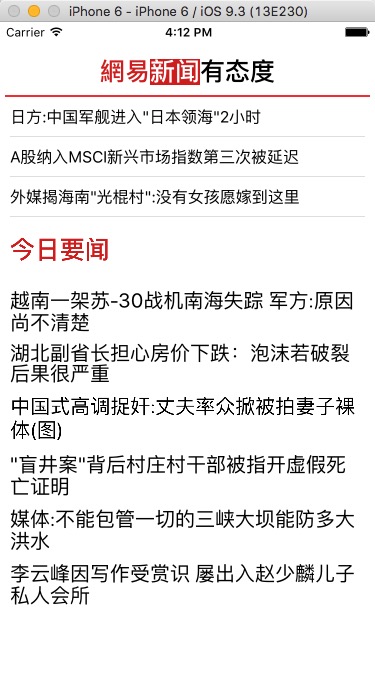 iPhone 6 - iPhone 6 / iOS 9.3 (13E230)
Carrier 4:12 PM
網易新闻有态度
日方:中国军舰进入"日本领海"2小时
A股纳入MSCI新兴市场指数第三次被延迟
外媒揭海南"光棍村":没有女孩愿嫁到这里
今日要闻
越南一架苏-30战机南海失踪 军方:原因
尚不清楚
湖北副省长担心房价下跌：泡沫若破裂
后果很严重
中国式高调捉奸:丈夫率众掀被拍妻子裸
体(图)
"盲井案"背后村庄村干部被指开虚假死
亡证明
媒体:不能包管一切的三峡大坝能防多大
洪水
李云峰因写作受赏识 屡出入赵少麟儿子
私人会所